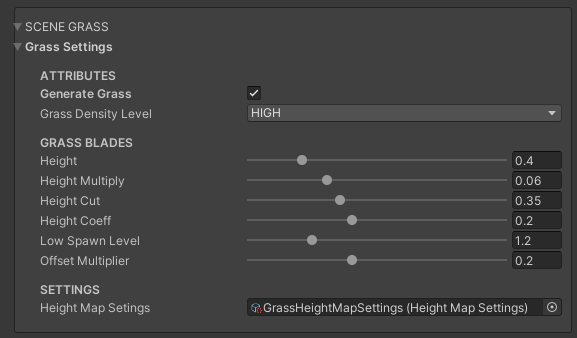 SCENE GRASS
Grass Settings
ATTRIBUTES
Generate Grass
Grass Density Level HIGH
GRASS BLADES
Height 0.4
Height Multiply 0.06
Height Cut 0.35
Height Coeff 0.2
Low Spawn Level 1.2
Offset Multiplier 0.2
SETTINGS
Height Map Setings GrassHeightMapSettings (Height Map Settings)